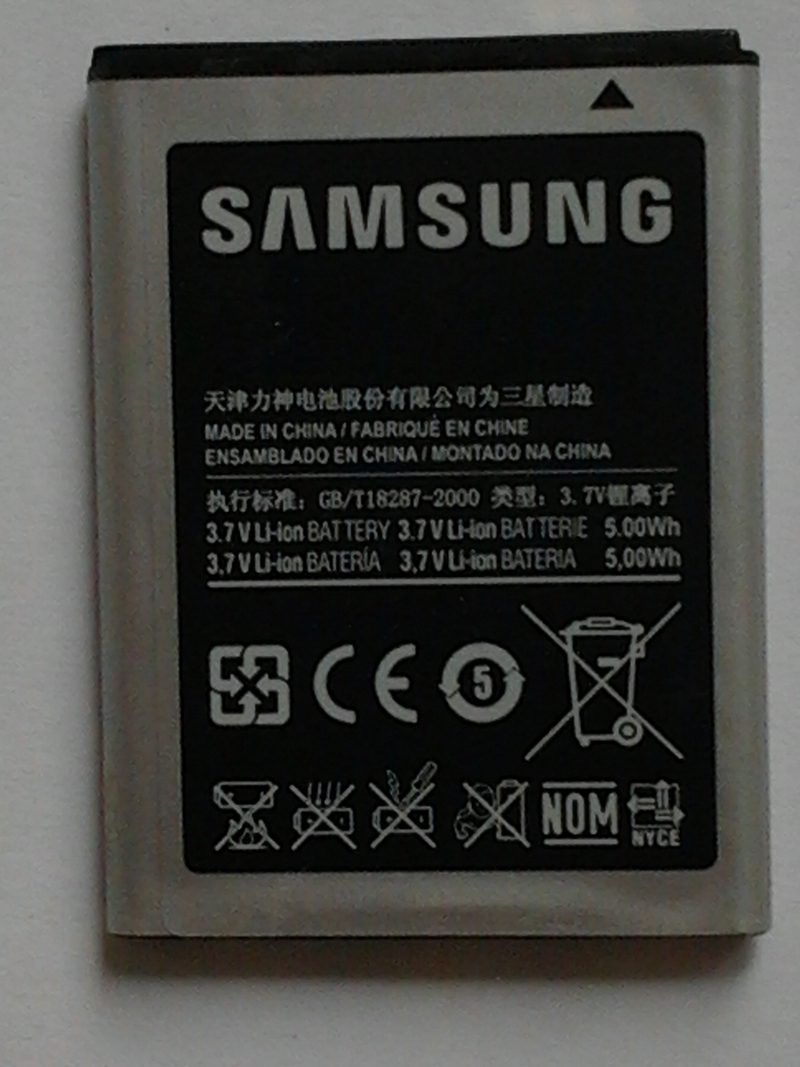 SAMSUNG
天津力神电池股份有限公司为三星制造
MADE IN CHINA / FABRIQUÉ EN CHINE
ENSAMBLADO EN CHINA / MONTADO NA CHINA
执行标准：GB/T18287-2000 类型：3.7V锂离子
3.7 V Li-ion BATTERY 3.7 V Li-ion BATTERIE 5.00Wh
3,7 V Li-ion BATERÍA 3,7 V Li-ion BATERIA 5,00Wh
CE 5
NOM NYCE